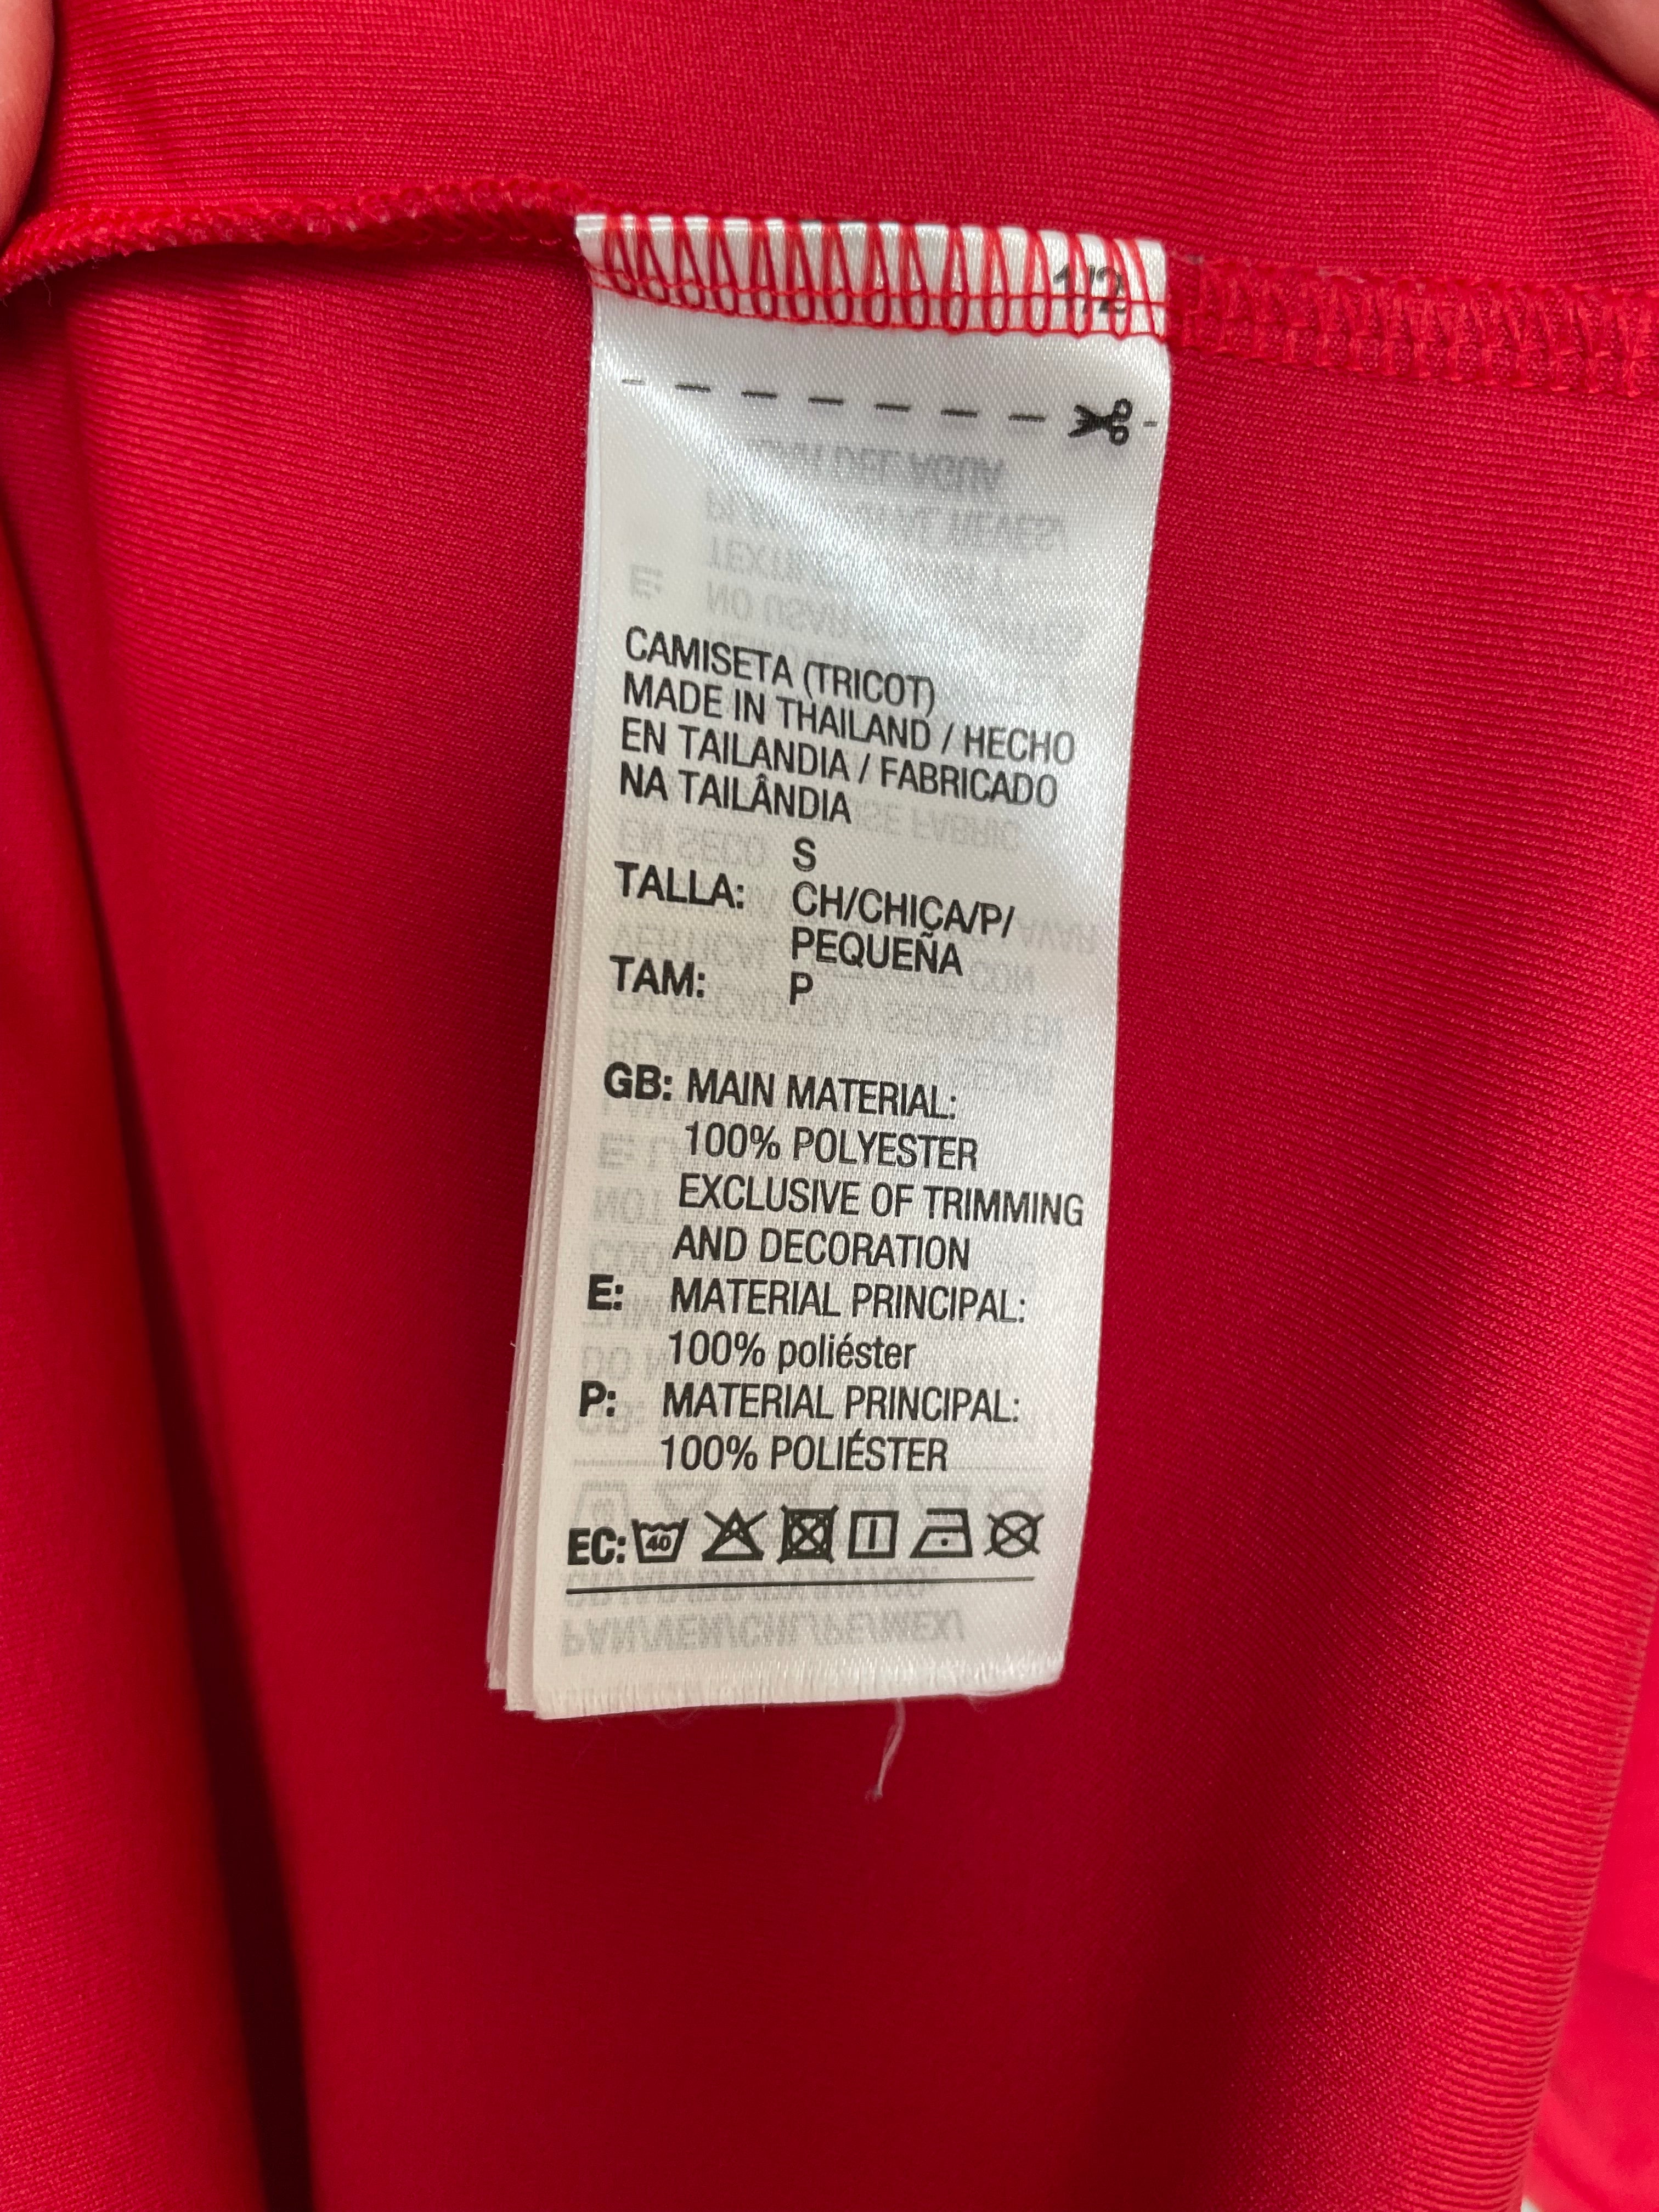 1/2
CAMISETA (TRICOT)
MADE IN THAILAND / HECHO
EN TAILANDIA / FABRICADO
NA TAILÂNDIA
S
TALLA: CH/CHICA/P/
PEQUEÑA
TAM: P
GB: MAIN MATERIAL:
100% POLYESTER
EXCLUSIVE OF TRIMMING
AND DECORATION
E: MATERIAL PRINCIPAL:
100% poliéster
P: MATERIAL PRINCIPAL:
100% POLIÉSTER
EC: 40